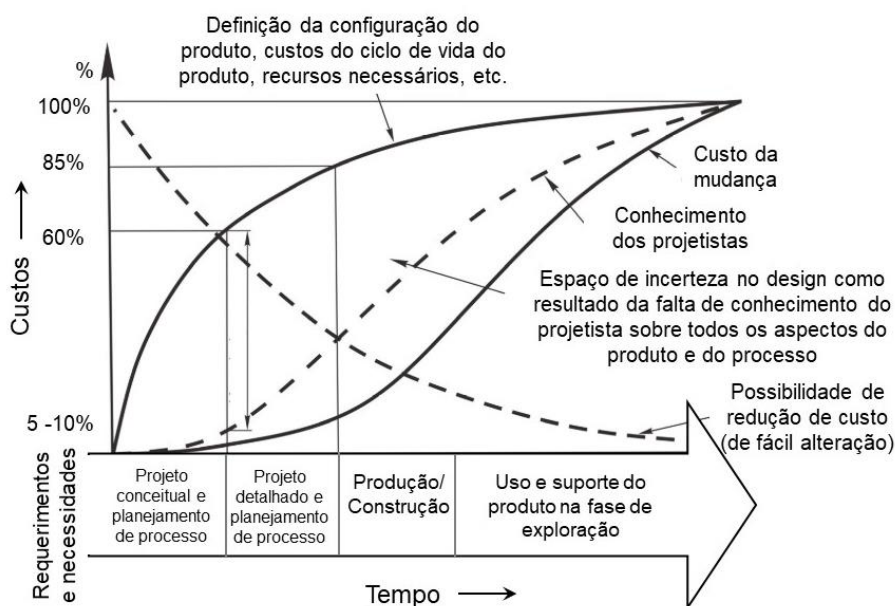 Definição da configuração do
produto, custos do ciclo de vida do
produto, recursos necessários, etc.
%
100%
85%
60%
5 -10%
Custos
Custo da
mudança
Conhecimento
dos projetistas
Espaço de incerteza no design como
resultado da falta de conhecimento do
projetista sobre todos os aspectos do
produto e do processo
Possibilidade de
redução de custo
(de fácil alteração)
Requerimentos
e necessidades
Projeto
conceitual e
planejamento
de processo
Projeto
detalhado e
planejamento
de processo
Produção/
Construção
Uso e suporte do
produto na fase de
exploração
Tempo